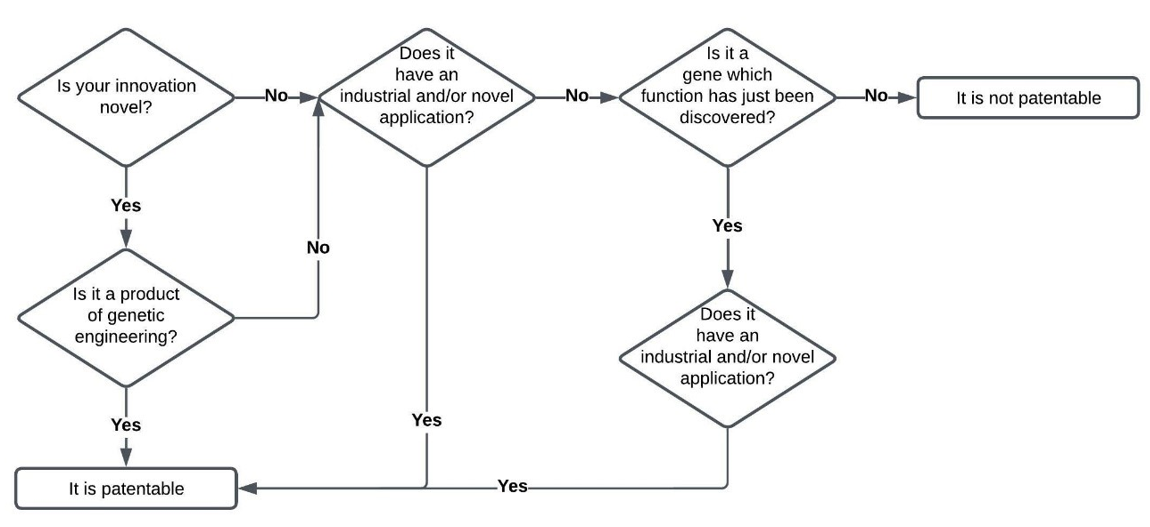 Is your innovation
novel?
No
Does it
have an
industrial and/or novel
application?
No
Is it a
gene which
function has just been
discovered?
No
It is not patentable
Yes
Yes
No
Is it a product
of genetic
engineering?
Does it
have an
industrial and/or novel
application?
Yes
Yes
It is patentable
Yes